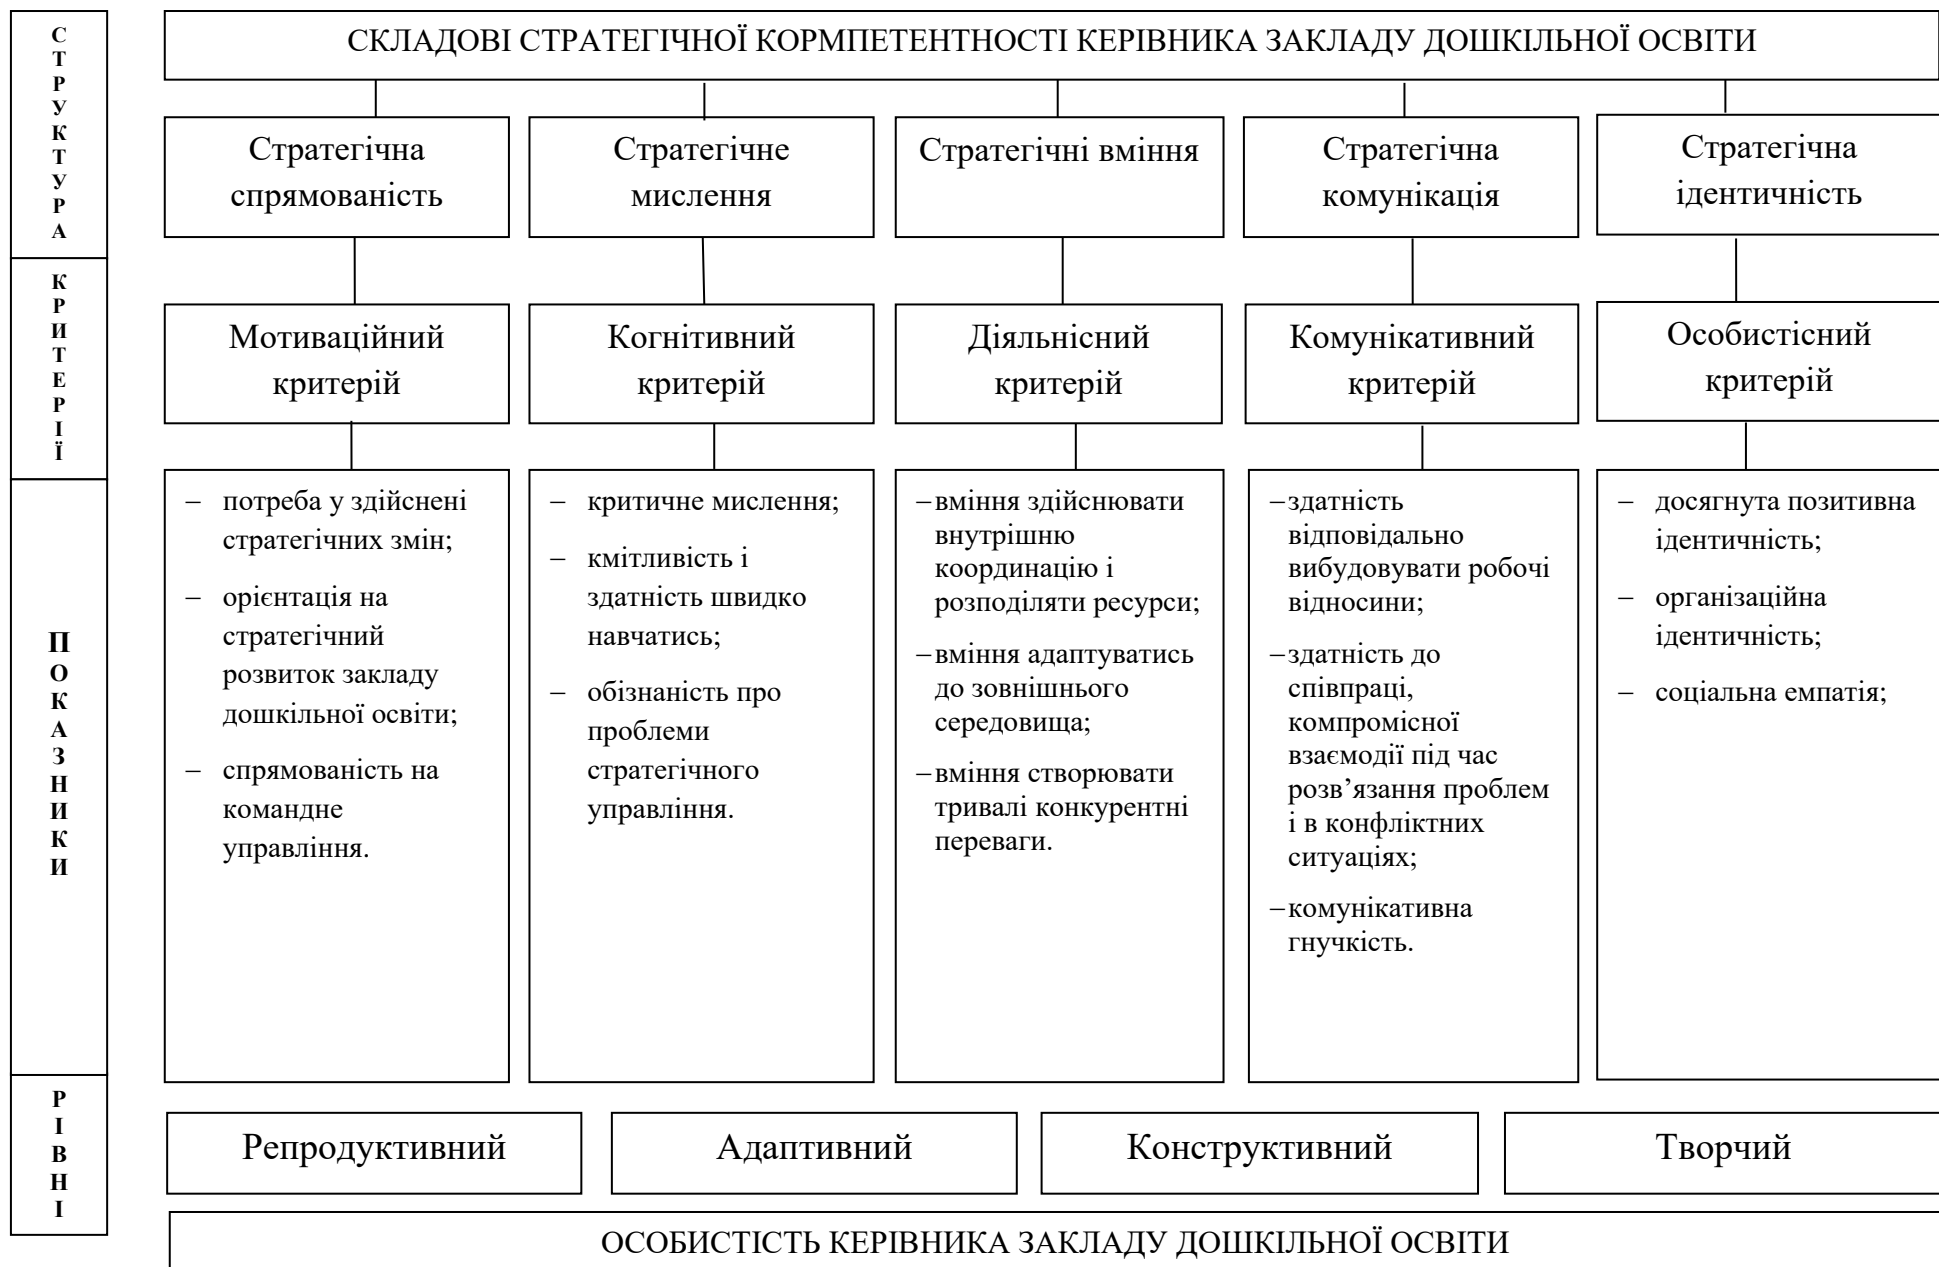 СТРУКТУРА
СКЛАДОВІ СТРАТЕГІЧНОЇ КОРМПЕТЕНТНОСТІ КЕРІВНИКА ЗАКЛАДУ ДОШКІЛЬНОЇ ОСВІТИ
Стратегічна
спрямованість
Стратегічне
мислення
Стратегічні вміння
Стратегічна
комунікація
Стратегічна
ідентичність
КРИТЕРІЇ
Мотиваційний
критерій
Когнітивний
критерій
Діяльнісний
критерій
Комунікативний
критерій
Особистісний
критерій
ПОКАЗНИКИ
– потреба у здійснені
стратегічних змін;
– орієнтація на
стратегічний
розвиток закладу
дошкільної освіти;
– спрямованість на
командне
управління.
– критичне мислення;
– кмітливість і
здатність швидко
навчатись;
– обізнаність про
проблеми
стратегічного
управління.
– вміння здійснювати
внутрішню
координацію і
розподіляти ресурси;
– вміння адаптуватись
до зовнішнього
середовища;
– вміння створювати
тривалі конкурентні
переваги.
– здатність
відповідально
вибудовувати робочі
відносини;
– здатність до
співпраці,
компромісної
взаємодії під час
розв’язання проблем
і в конфліктних
ситуаціях;
– комунікативна
гнучкість.
– досягнута позитивна
ідентичність;
– організаційна
ідентичність;
– соціальна емпатія;
РІВНІ
Репродуктивний
Адаптивний
Конструктивний
Творчий
ОСОБИСТІСТЬ КЕРІВНИКА ЗАКЛАДУ ДОШКІЛЬНОЇ ОСВІТИ